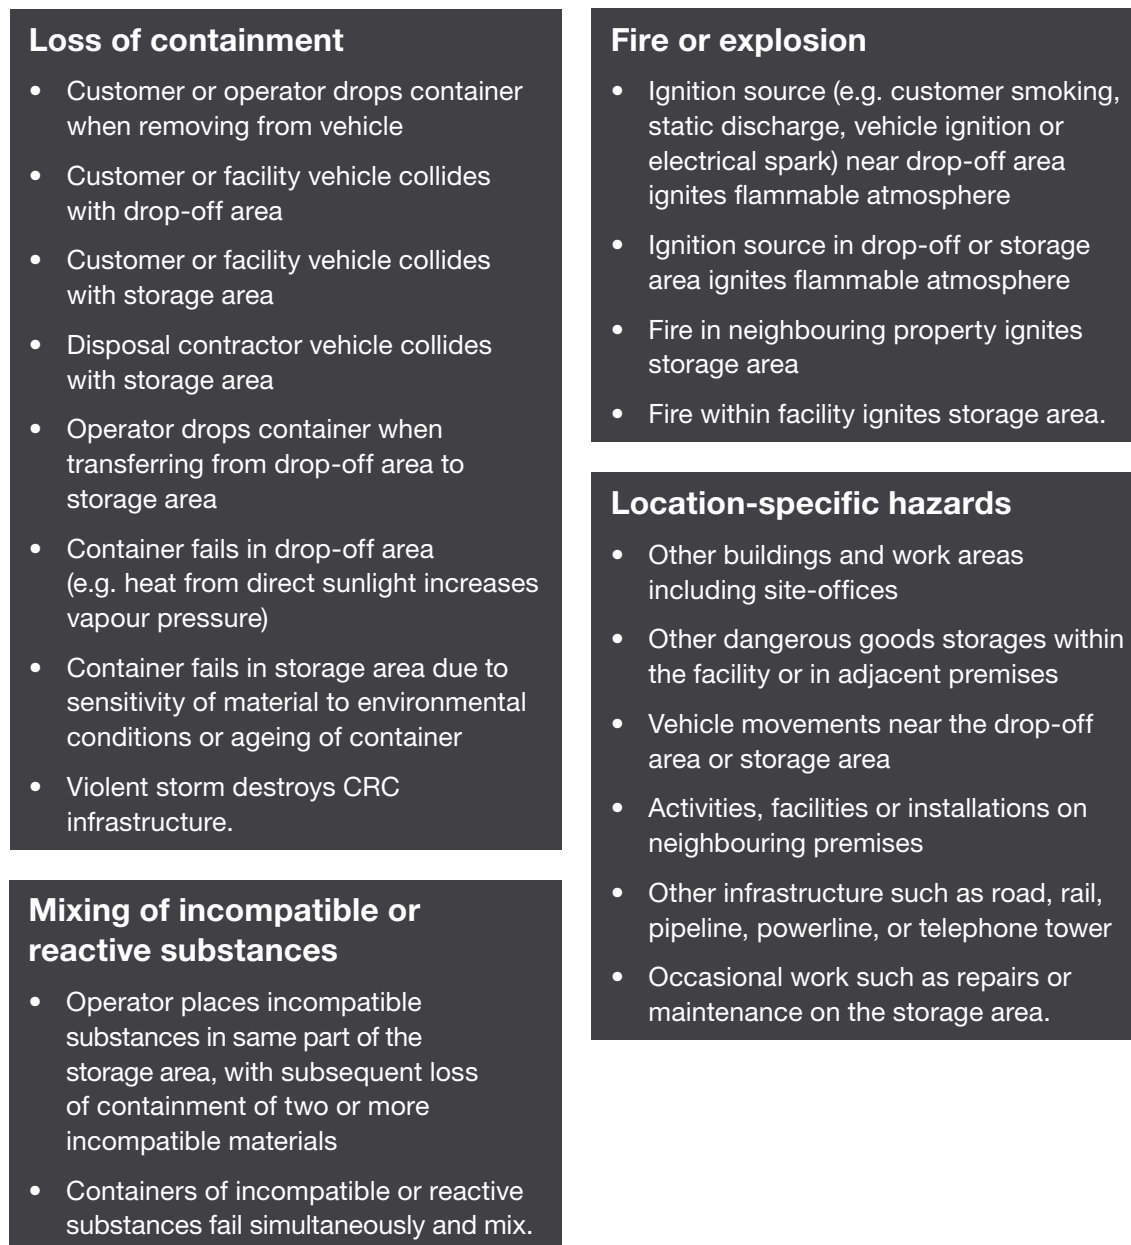 Loss of containment
• Customer or operator drops container
when removing from vehicle
• Customer or facility vehicle collides
with drop-off area
• Customer or facility vehicle collides
with storage area
• Disposal contractor vehicle collides
with storage area
• Operator drops container when
transferring from drop-off area to
storage area
• Container fails in drop-off area
(e.g. heat from direct sunlight increases
vapour pressure)
• Container fails in storage area due to
sensitivity of material to environmental
conditions or ageing of container
• Violent storm destroys CRC
infrastructure.
Mixing of incompatible or
reactive substances
• Operator places incompatible
substances in same part of the
storage area, with subsequent loss
of containment of two or more
incompatible materials
• Containers of incompatible or reactive
substances fail simultaneously and mix.
Fire or explosion
• Ignition source (e.g. customer smoking,
static discharge, vehicle ignition or
electrical spark) near drop-off area
ignites flammable atmosphere
• Ignition source in drop-off or storage
area ignites flammable atmosphere
• Fire in neighbouring property ignites
storage area
• Fire within facility ignites storage area.
Location-specific hazards
• Other buildings and work areas
including site-offices
• Other dangerous goods storages within
the facility or in adjacent premises
• Vehicle movements near the drop-off
area or storage area
• Activities, facilities or installations on
neighbouring premises
• Other infrastructure such as road, rail,
pipeline, powerline, or telephone tower
• Occasional work such as repairs or
maintenance on the storage area.